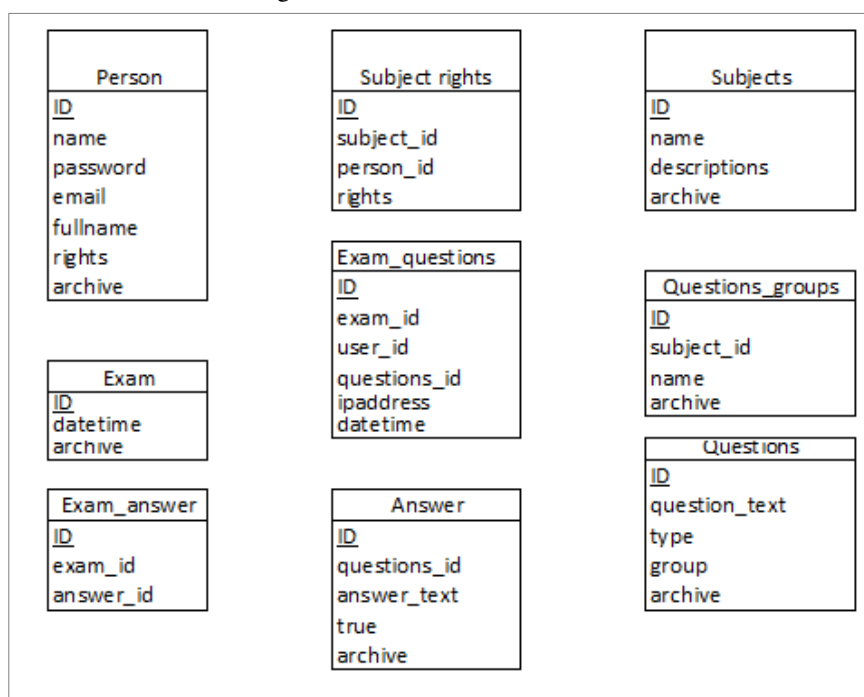 Person
ID
name
password
email
fullname
rights
archive
Subject rights
ID
subject_id
person_id
rights
Subjects
ID
name
descriptions
archive
Exam_questions
ID
exam_id
user_id
questions_id
ipaddress
datetime
Questions_groups
ID
subject_id
name
archive
Exam
ID
datetime
archive
Questions
ID
question_text
type
group
archive
Exam_answer
ID
exam_id
answer_id
Answer
ID
questions_id
answer_text
true
archive